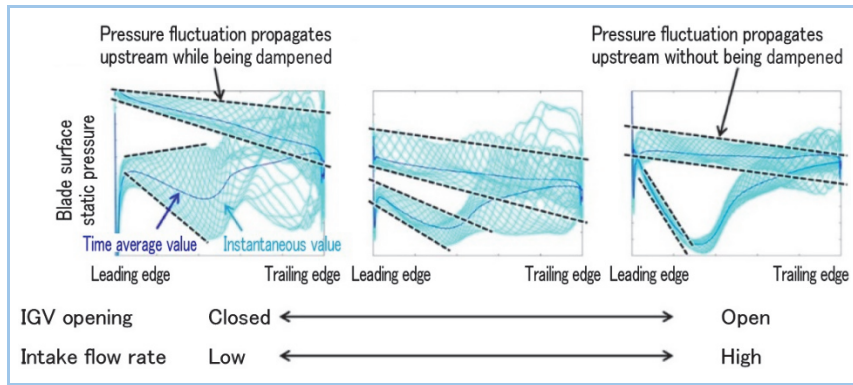 Pressure fluctuation propagates
upstream while being dampened
Pressure fluctuation propagates
upstream without being dampened
Blade surface
static pressure
Time average value
Instantaneous value
Leading edge
Trailing edge
Leading edge
Trailing edge
Leading edge
Trailing edge
IGV opening
Closed
Open
Intake flow rate
Low
High